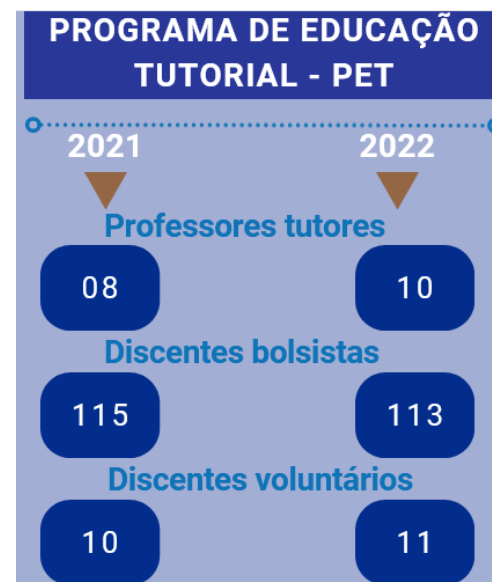 PROGRAMA DE EDUCAÇÃO
TUTORIAL - PET
2021 2022
Professores tutores
08 10
Discentes bolsistas
115 113
Discentes voluntários
10 11